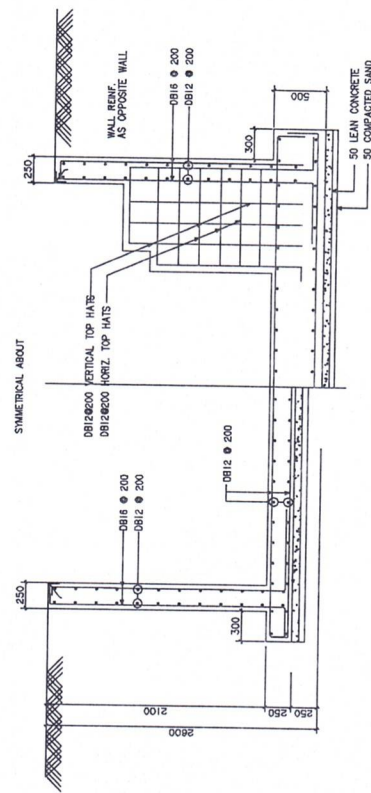 SYMMETRICAL ABOUT
250
DB16 @ 200
DB12 @ 200
300
2600
2100
250
250
DB12 @ 200
DB12@200 VERTICAL TOP HATS
DB12@200 HORIZ. TOP HATS
250
WALL REINF.
AS OPPOSITE WALL
DB16 @ 200
DB12 @ 200
300
500
50 LEAN CONCRETE
50 COMPACTED SAND